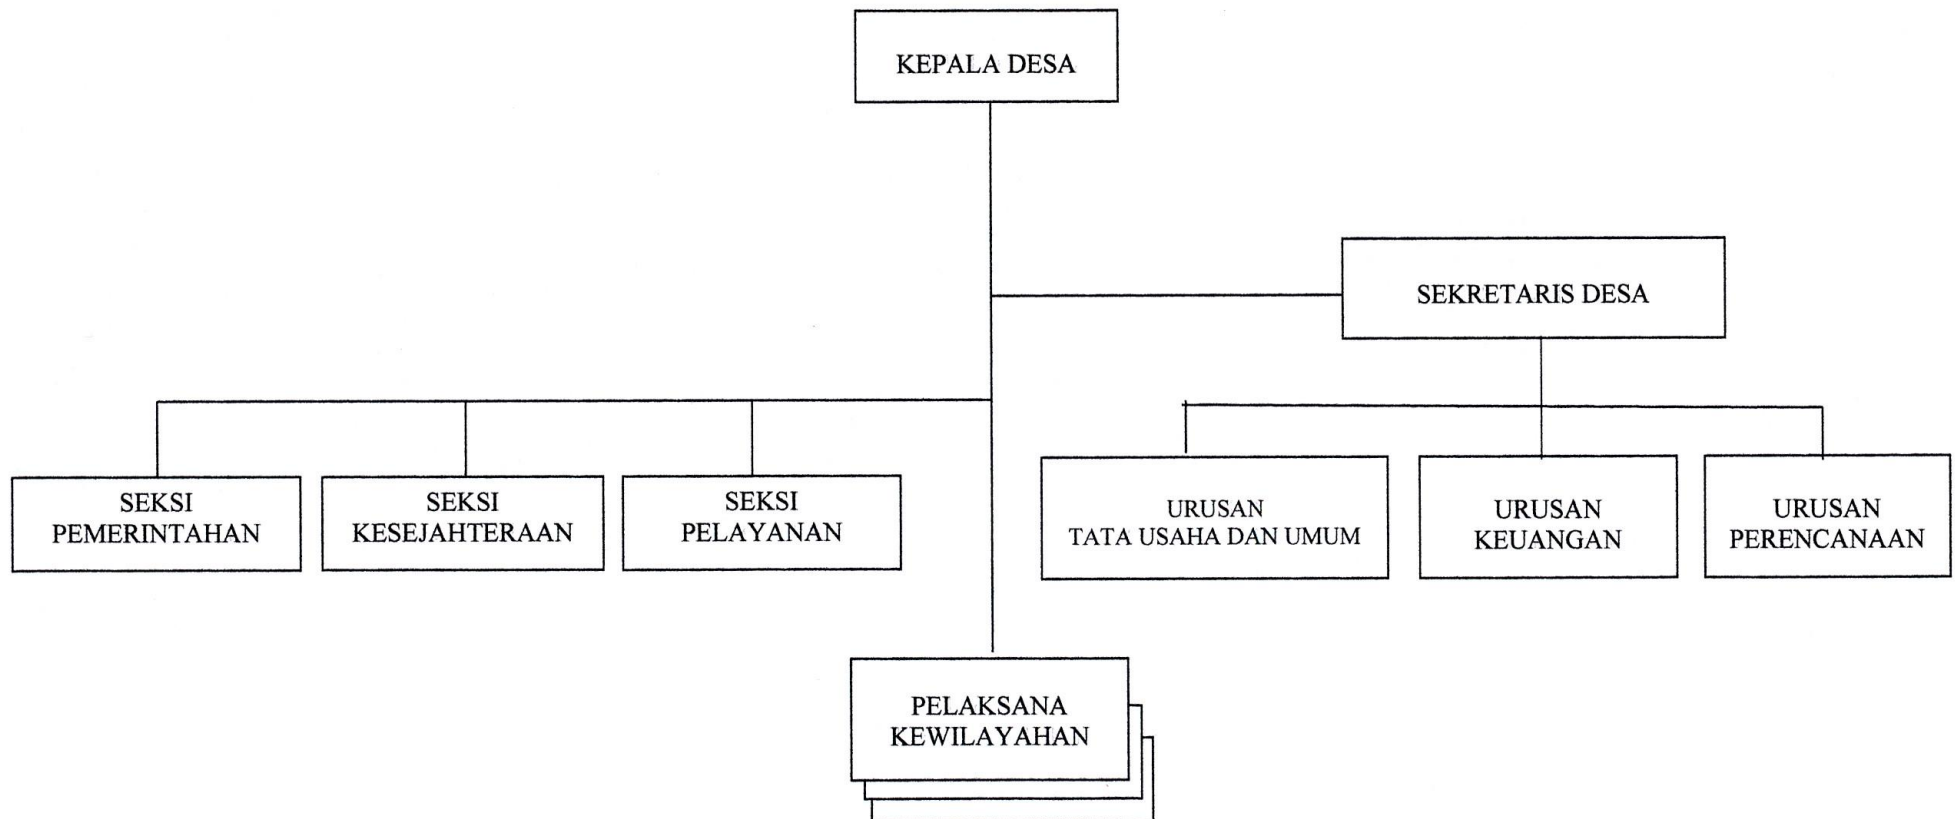 KEPALA DESA
SEKRETARIS DESA
SEKSI
PEMERINTAHAN
SEKSI
KESEJAHTERAAN
SEKSI
PELAYANAN
URUSAN
TATA USAHA DAN UMUM
URUSAN
KEUANGAN
URUSAN
PERENCANAAN
PELAKSANA
KEWILAYAHAN